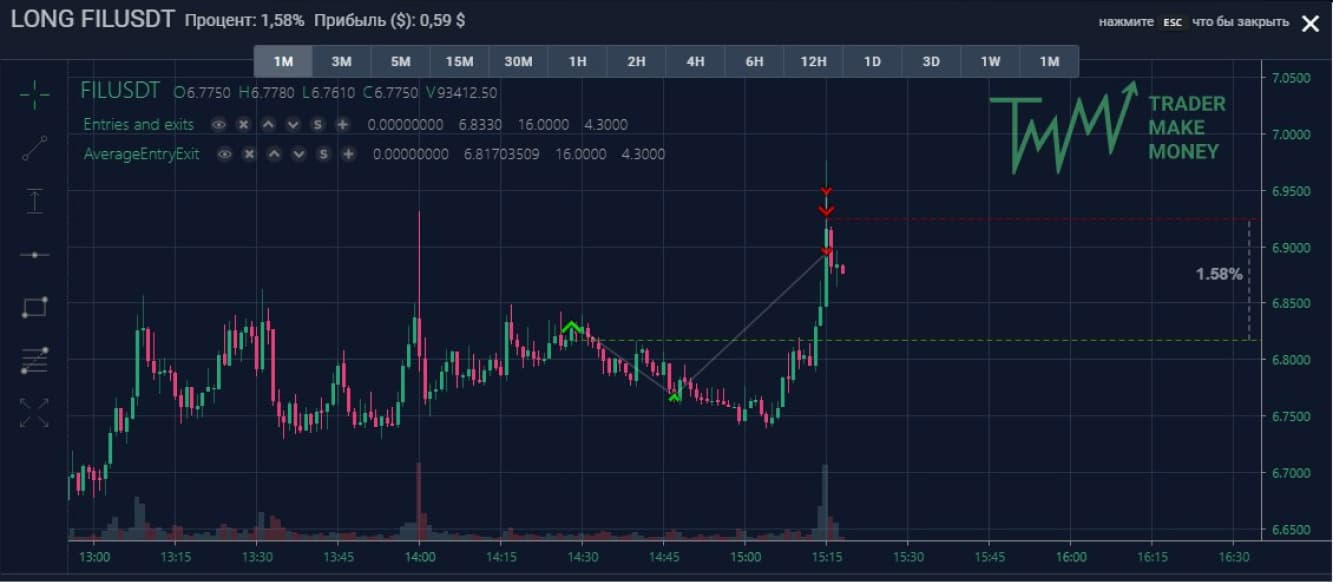 LONG FILUSDT Процент: 1,58% Прибыль ($): 0,59 $
нажмите ESC что бы закрыть
1M 3M 5M 15M 30M 1H 2H 4H 6H 12H 1D 3D 1W 1M
FILUSDT O6.7750 H6.7780 L6.7610 C6.7750 V93412.50
Entries and exits S 0.00000000 6.8330 16.0000 4.3000
AverageEntryExit S 0.00000000 6.81703509 16.0000 4.3000
TMM
TRADER
MAKE
MONEY
7.0500
7.0000
6.9500
6.9000
1.58%
6.8500
6.8000
6.7500
6.7000
6.6500
13:00 13:15 13:30 13:45 14:00 14:15 14:30 14:45 15:00 15:15 15:30 15:45 16:00 16:15 16:30